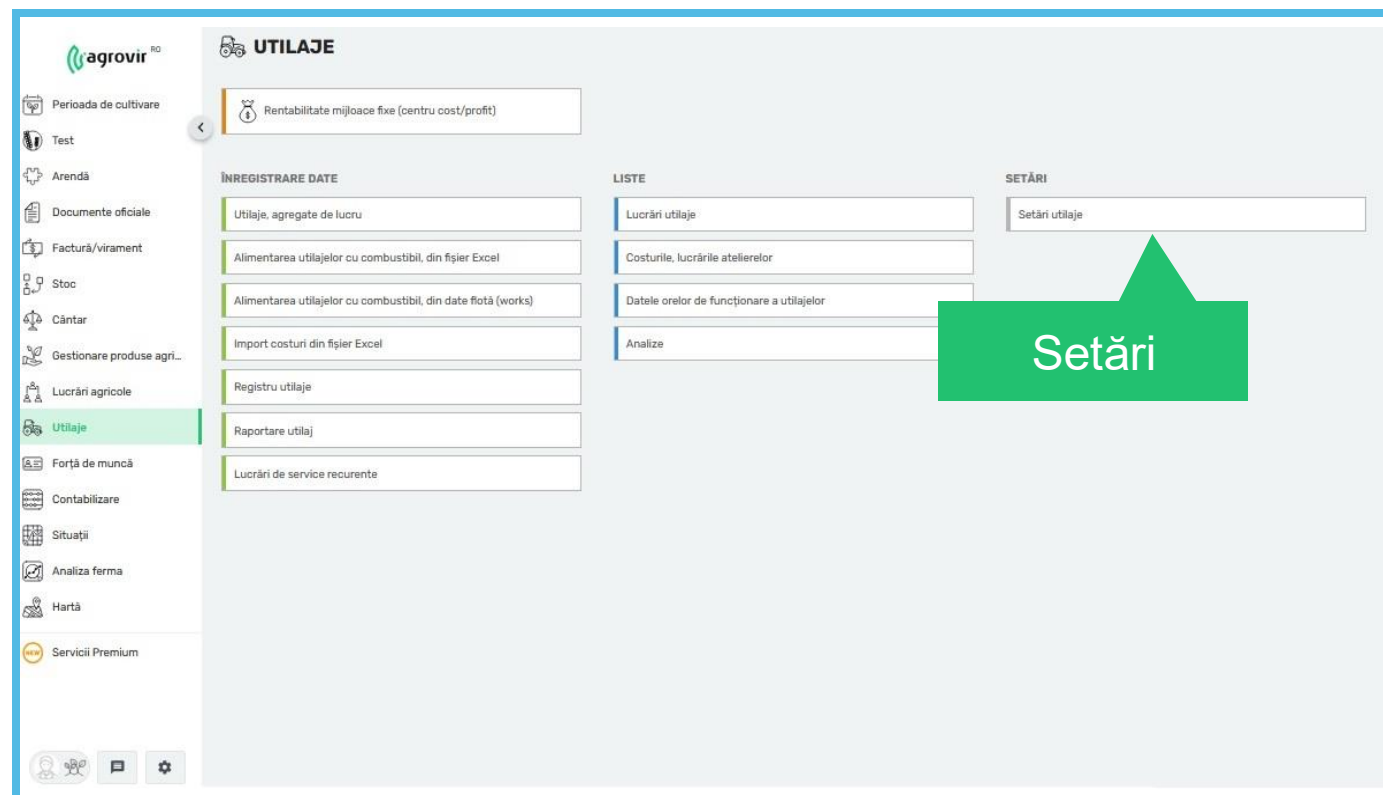 agrovir RO
UTILAJE
Perioada de cultivare
Test
Arendă
Documente oficiale
Factură/virament
Stoc
Cântar
Gestionare produse agri...
Lucrări agricole
Utilaje
Forță de muncă
Contabilizare
Situații
Analiza ferma
Hartă
NEW
Servicii Premium
Rentabilitate mijloace fixe (centru cost/profit)
ÎNREGISTRARE DATE
Utilaje, agregate de lucru
Alimentarea utilajelor cu combustibil, din fișier Excel
Alimentarea utilajelor cu combustibil, din date flotă (works)
Import costuri din fișier Excel
Registru utilaje
Raportare utilaj
Lucrări de service recurente
LISTE
Lucrări utilaje
Costurile, lucrările atelierelor
Datele orelor de funcționare a utilajelor
Analize
SETĂRI
Setări utilaje
Setări